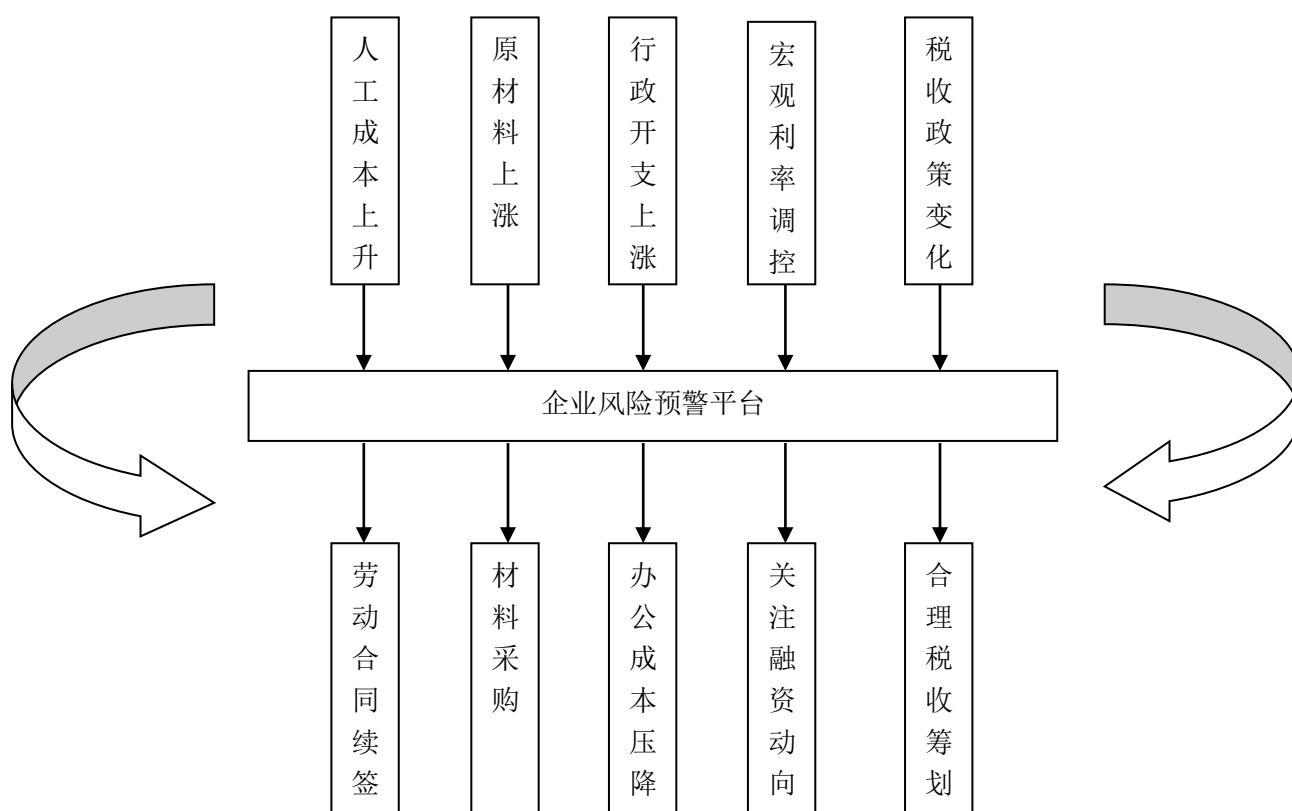 人工成本上升
原材料上涨
行政开支上涨
宏观利率调控
税收政策变化
企业风险预警平台
劳动合同续签
材料采购
办公成本压降
关注融资动向
合理税收筹划